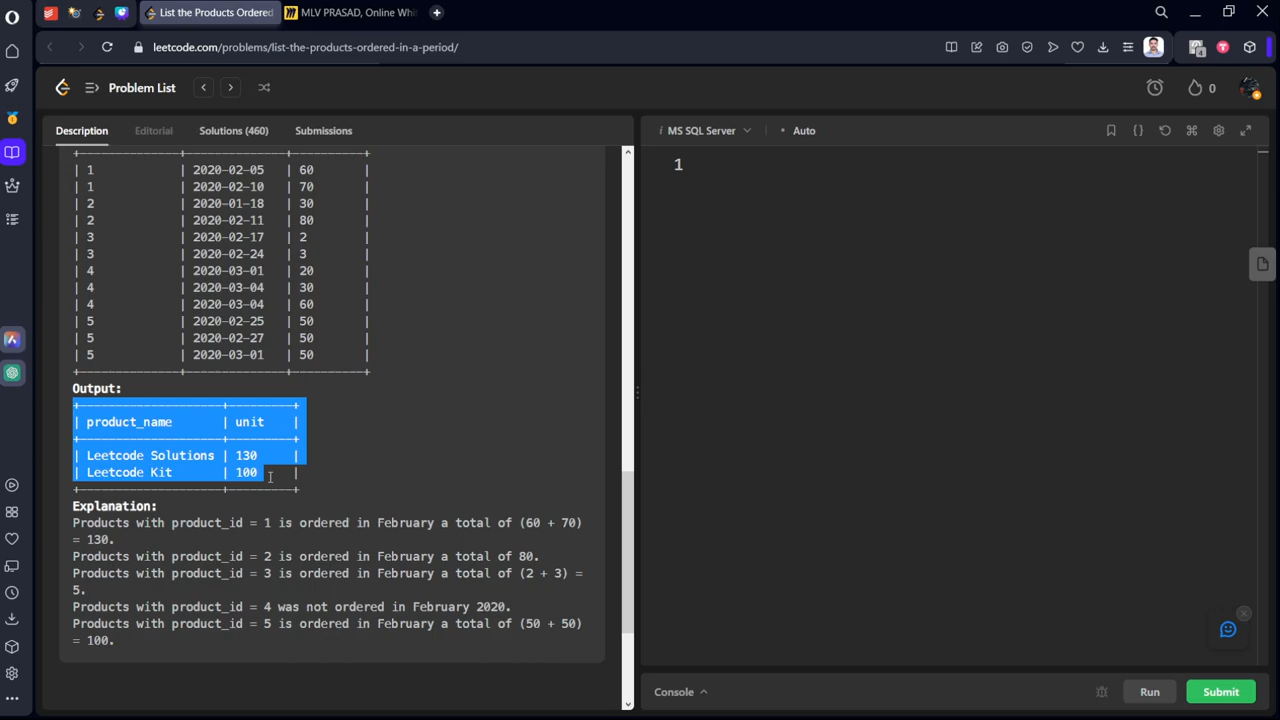 List the Products Ordered
MLV PRASAD, Online Whi
leetcode.com/problems/list-the-products-ordered-in-a-period/
4
Problem List
0
Description
Editorial
Solutions (460)
Submissions
+---------------+------------+----------+
| 1 | 2020-02-05 | 60 |
| 1 | 2020-02-10 | 70 |
| 2 | 2020-01-18 | 30 |
| 2 | 2020-02-11 | 80 |
| 3 | 2020-02-17 | 2 |
| 3 | 2020-02-24 | 3 |
| 4 | 2020-03-01 | 20 |
| 4 | 2020-03-04 | 30 |
| 4 | 2020-03-04 | 60 |
| 5 | 2020-02-25 | 50 |
| 5 | 2020-02-27 | 50 |
| 5 | 2020-03-01 | 50 |
+---------------+------------+----------+
Output:
+--------------------+---------+
| product_name | unit |
+--------------------+---------+
| Leetcode Solutions | 130 |
| Leetcode Kit | 100 |
+--------------------+---------+
Explanation:
Products with product_id = 1 is ordered in February a total of (60 + 70)
= 130.
Products with product_id = 2 is ordered in February a total of 80.
Products with product_id = 3 is ordered in February a total of (2 + 3) =
5.
Products with product_id = 4 was not ordered in February 2020.
Products with product_id = 5 is ordered in February a total of (50 + 50)
= 100.
i MS SQL Server
• Auto
1
Console
Run
Submit